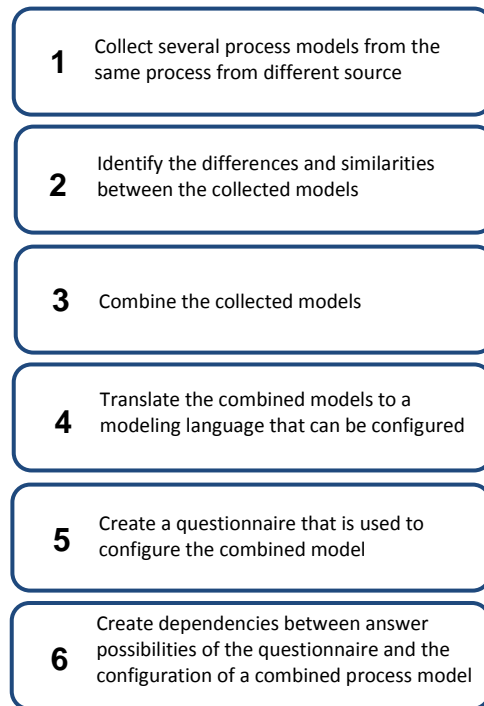 1
Collect several process models from the
same process from different source
2
Identify the differences and similarities
between the collected models
3
Combine the collected models
4
Translate the combined models to a
modeling language that can be configured
5
Create a questionnaire that is used to
configure the combined model
6
Create dependencies between answer
possibilities of the questionnaire and the
configuration of a combined process model